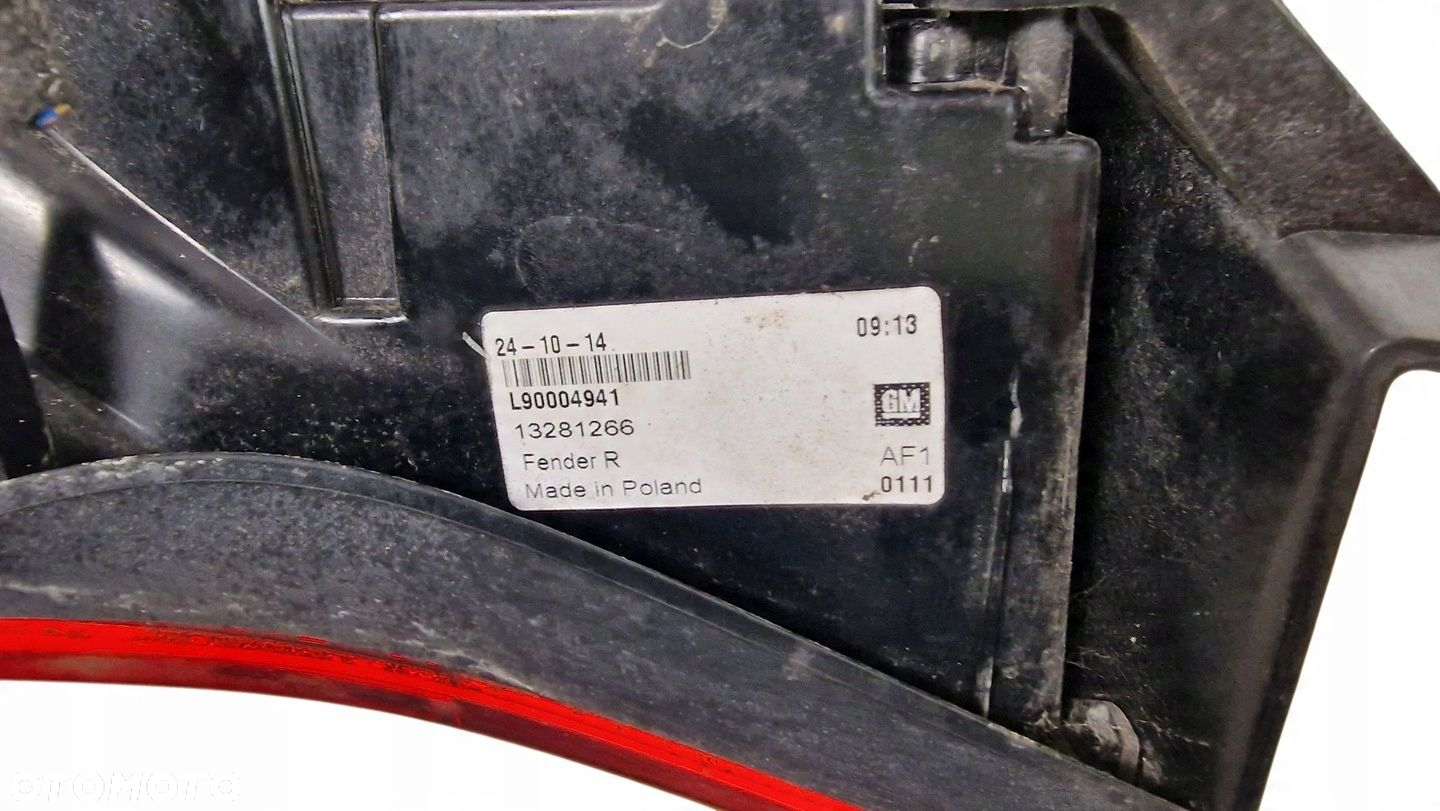 24-10-14 09:13
L90004941
GM
13281266
Fender R AF1
Made in Poland 0111
OTOMOTO